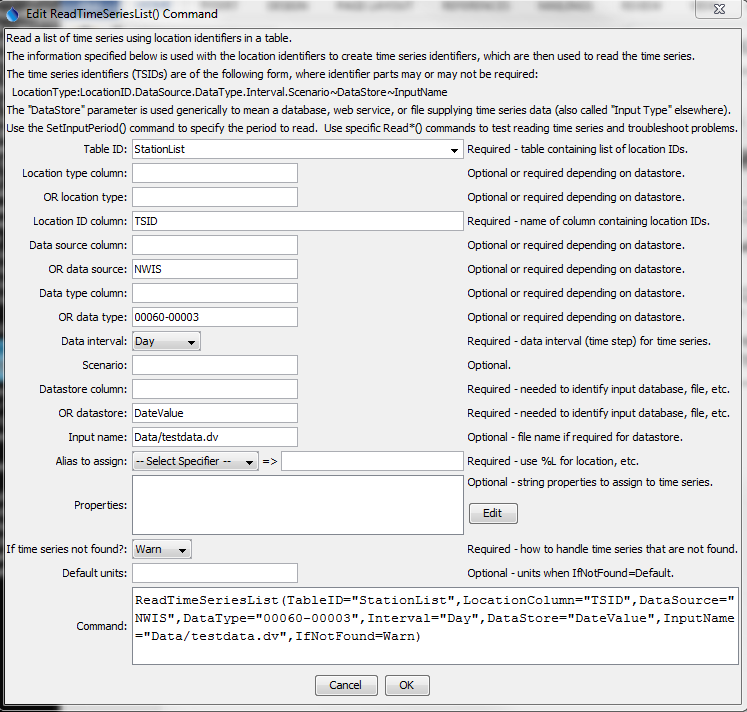 Edit ReadTimeSeriesList() Command
Read a list of time series using location identifiers in a table.
The information specified below is used with the location identifiers to create time series identifiers, which are then used to read the time series.
The time series identifiers (TSIDs) are of the following form, where identifier parts may or may not be required:
LocationType:LocationID.DataSource.DataType.Interval.Scenario~DataStore~InputName
The "DataStore" parameter is used generically to mean a database, web service, or file supplying time series data (also called "Input Type" elsewhere).
Use the SetInputPeriod() command to specify the period to read. Use specific Read*() commands to test reading time series and troubleshoot problems.
Table ID: StationList Required - table containing list of location IDs.
Location type column: Optional or required depending on datastore.
OR location type: Optional or required depending on datastore.
Location ID column: TSID Required - name of column containing location IDs.
Data source column: Optional or required depending on datastore.
OR data source: NWIS Optional or required depending on datastore.
Data type column: Optional or required depending on datastore.
OR data type: 00060-00003 Optional or required depending on datastore.
Data interval: Day Required - data interval (time step) for time series.
Scenario: Optional.
Datastore column: Required - needed to identify input database, file, etc.
OR datastore: DateValue Required - needed to identify input database, file, etc.
Input name: Data/testdata.dv Optional - file name if required for datastore.
Alias to assign: -- Select Specifier -- => Required - use %L for location, etc.
Properties: Optional - string properties to assign to time series.
Edit
If time series not found?: Warn Required - how to handle time series that are not found.
Default units: Optional - units when IfNotFound=Default.
Command: ReadTimeSeriesList(TableID="StationList",LocationColumn="TSID",DataSource="
NWIS",DataType="00060-00003",Interval="Day",DataStore="DateValue",InputName
="Data/testdata.dv",IfNotFound=Warn)
Cancel OK